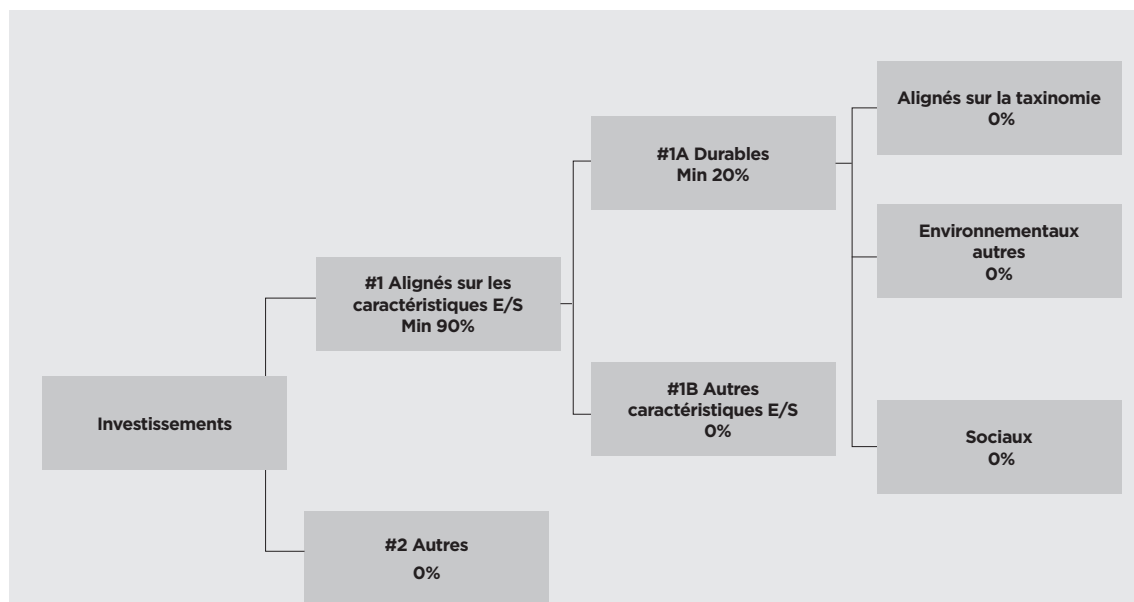 Investissements
#1 Alignés sur les
caractéristiques E/S
Min 90%
#2 Autres
0%
#1A Durables
Min 20%
#1B Autres
caractéristiques E/S
0%
Alignés sur la taxinomie
0%
Environnementaux
autres
0%
Sociaux
0%